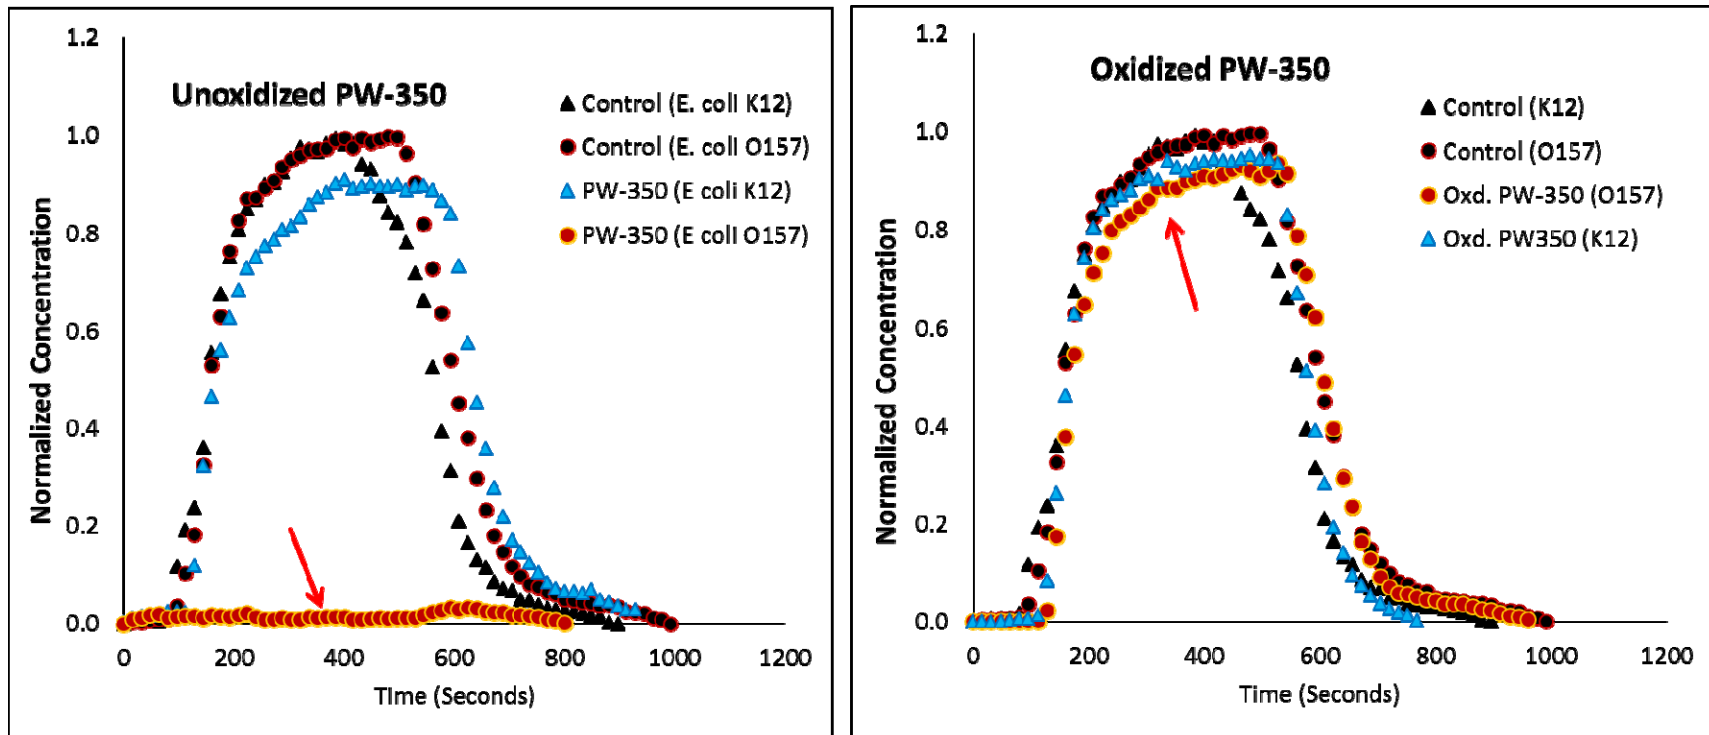 Unoxidized PW-350
Normalized Concentration
1.2
1.0
0.8
0.6
0.4
0.2
0.0
0 200 400 600 800 1000 1200
Time (Seconds)
Control (E. coli K12)
Control (E. coli O157)
PW-350 (E coli K12)
PW-350 (E coli O157)
Oxidized PW-350
Normalized Concentration
1.2
1.0
0.8
0.6
0.4
0.2
0.0
0 200 400 600 800 1000 1200
Time (Seconds)
Control (K12)
Control (O157)
Oxd. PW-350 (O157)
Oxd. PW350 (K12)